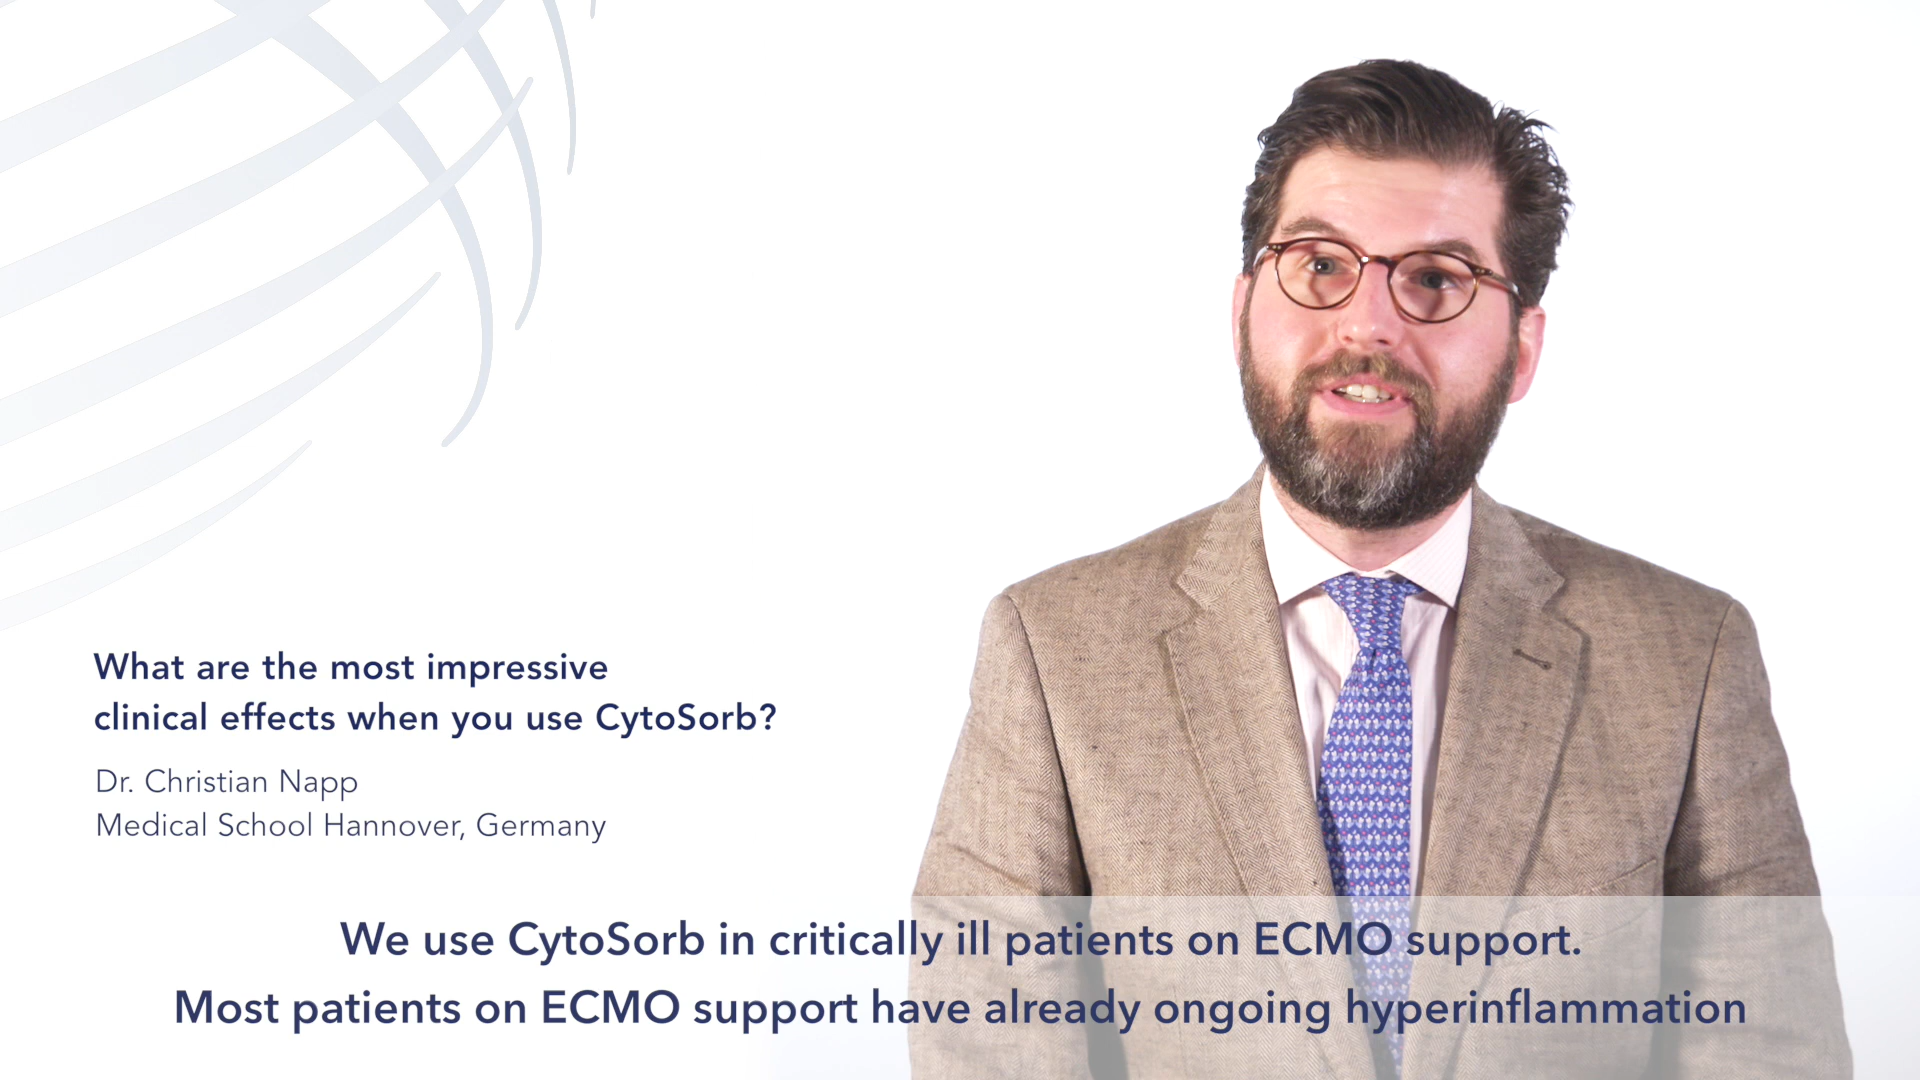 What are the most impressive
clinical effects when you use CytoSorb?
Dr. Christian Napp
Medical School Hannover, Germany
We use CytoSorb in critically ill patients on ECMO support.
Most patients on ECMO support have already ongoing hyperinflammation